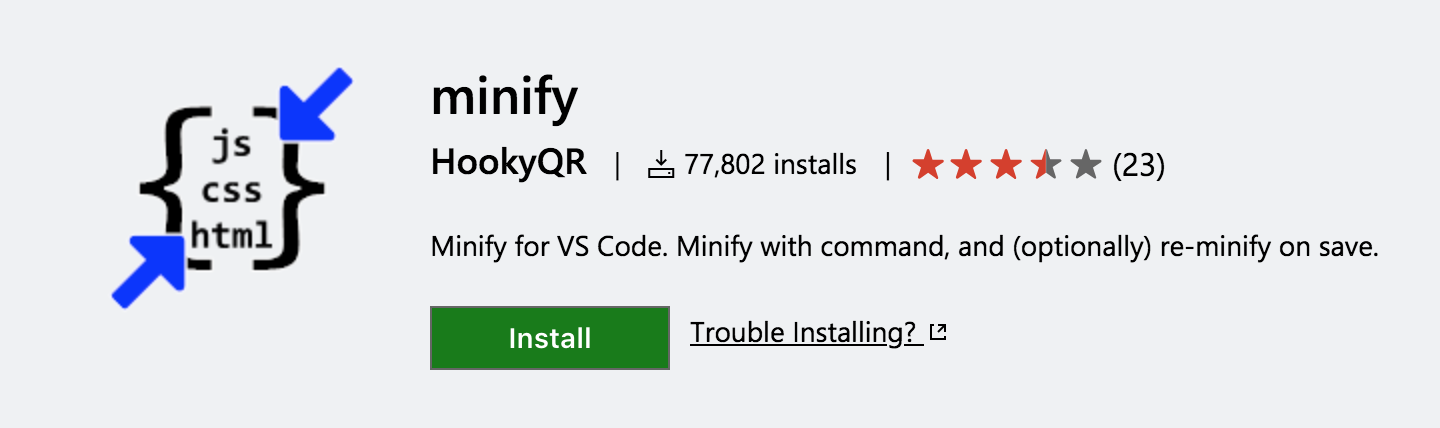 js
css
html
minify
HookyQR | 77,802 installs | (23)
Minify for VS Code. Minify with command, and (optionally) re-minify on save.
Install
Trouble Installing?